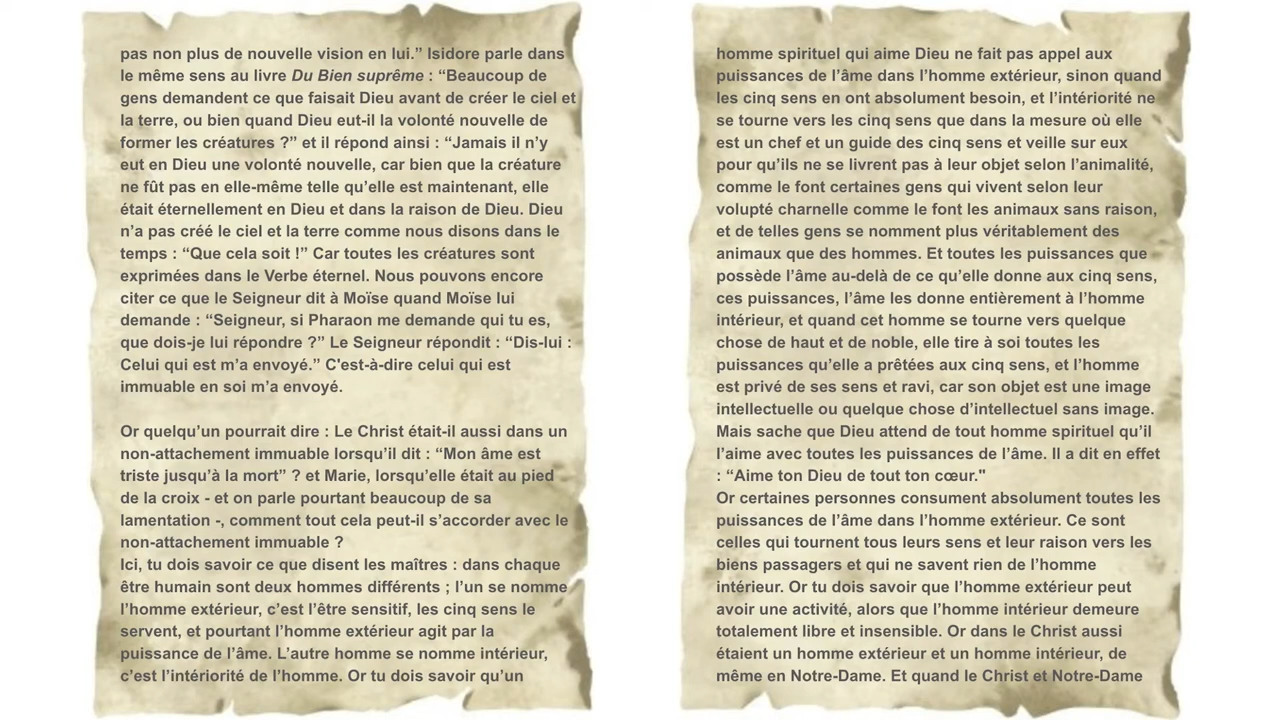 pas non plus de nouvelle vision en lui.” Isidore parle dans
le même sens au livre Du Bien suprême : “Beaucoup de
gens demandent ce que faisait Dieu avant de créer le ciel et
la terre, ou bien quand Dieu eut-il la volonté nouvelle de
former les créatures ?” et il répond ainsi : “Jamais il n’y
eut en Dieu une volonté nouvelle, car bien que la créature
ne fût pas en elle-même telle qu’elle est maintenant, elle
était éternellement en Dieu et dans la raison de Dieu. Dieu
n’a pas créé le ciel et la terre comme nous disons dans le
temps : “Que cela soit !” Car toutes les créatures sont
exprimées dans le Verbe éternel. Nous pouvons encore
citer ce que le Seigneur dit à Moïse quand Moïse lui
demande : “Seigneur, si Pharaon me demande qui tu es,
que dois-je lui répondre ?” Le Seigneur répondit : “Dis-lui :
Celui qui est m’a envoyé.” C'est-à-dire celui qui est
immuable en soi m’a envoyé.
Or quelqu’un pourrait dire : Le Christ était-il aussi dans un
non-attachement immuable lorsqu’il dit : “Mon âme est
triste jusqu’à la mort” ? et Marie, lorsqu’elle était au pied
de la croix - et on parle pourtant beaucoup de sa
lamentation -, comment tout cela peut-il s’accorder avec le
non-attachement immuable ?
Ici, tu dois savoir ce que disent les maîtres : dans chaque
être humain sont deux hommes différents ; l’un se nomme
l’homme extérieur, c’est l’être sensitif, les cinq sens le
servent, et pourtant l’homme extérieur agit par la
puissance de l’âme. L’autre homme se nomme intérieur,
c’est l’intériorité de l’homme. Or tu dois savoir qu’un
homme spirituel qui aime Dieu ne fait pas appel aux
puissances de l’âme dans l’homme extérieur, sinon quand
les cinq sens en ont absolument besoin, et l’intériorité ne
se tourne vers les cinq sens que dans la mesure où elle
est un chef et un guide des cinq sens et veille sur eux
pour qu’ils ne se livrent pas à leur objet selon l’animalité,
comme le font certaines gens qui vivent selon leur
volupté charnelle comme le font les animaux sans raison,
et de telles gens se nomment plus véritablement des
animaux que des hommes. Et toutes les puissances que
possède l’âme au-delà de ce qu’elle donne aux cinq sens,
ces puissances, l’âme les donne entièrement à l’homme
intérieur, et quand cet homme se tourne vers quelque
chose de haut et de noble, elle tire à soi toutes les
puissances qu’elle a prêtées aux cinq sens, et l’homme
est privé de ses sens et ravi, car son objet est une image
intellectuelle ou quelque chose d’intellectuel sans image.
Mais sache que Dieu attend de tout homme spirituel qu’il
l’aime avec toutes les puissances de l’âme. Il a dit en effet
: “Aime ton Dieu de tout ton cœur."
Or certaines personnes consument absolument toutes les
puissances de l’âme dans l’homme extérieur. Ce sont
celles qui tournent tous leurs sens et leur raison vers les
biens passagers et qui ne savent rien de l’homme
intérieur. Or tu dois savoir que l’homme extérieur peut
avoir une activité, alors que l’homme intérieur demeure
totalement libre et insensible. Or dans le Christ aussi
étaient un homme extérieur et un homme intérieur, de
même en Notre-Dame. Et quand le Christ et Notre-Dame